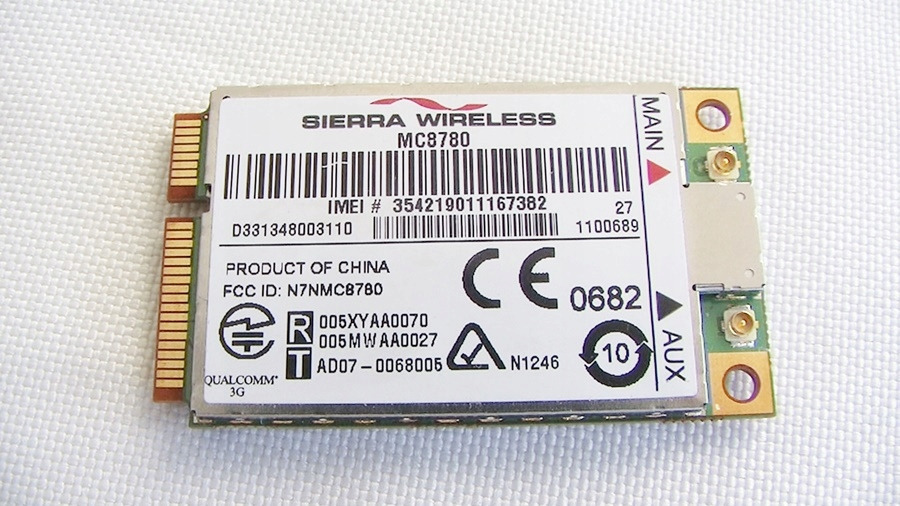 SIERRA WIRELESS
MC8780
IMEI # 354219011167382
27
D331348003110
1100689
PRODUCT OF CHINA
FCC ID: N7NMC8780
CE 0682
R 005XYAA0070
005MWAA0027
T AD07-0068005
N1246
10
QUALCOMM
3G
MAIN
AUX